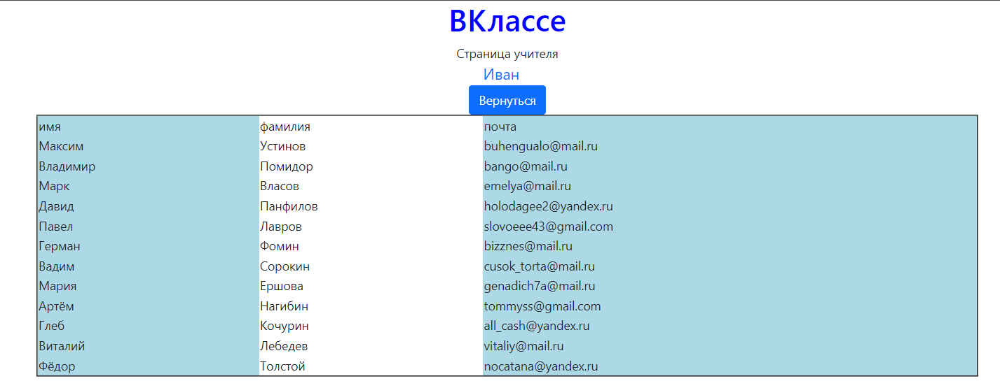 ВКлассе
Страница учителя
Иван
Вернуться
имя фамилия почта
Максим Устинов buhengualo@mail.ru
Владимир Помидор bango@mail.ru
Марк Власов emelya@mail.ru
Давид Панфилов holodagee2@yandex.ru
Павел Лавров slovoeee43@gmail.com
Герман Фомин bizznes@mail.ru
Вадим Сорокин cusok_torta@mail.ru
Мария Ершова genadich7a@mail.ru
Артём Нагибин tommyss@gmail.com
Глеб Кочурин all_cash@yandex.ru
Виталий Лебедев vitaliy@mail.ru
Фёдор Толстой nocatana@yandex.ru